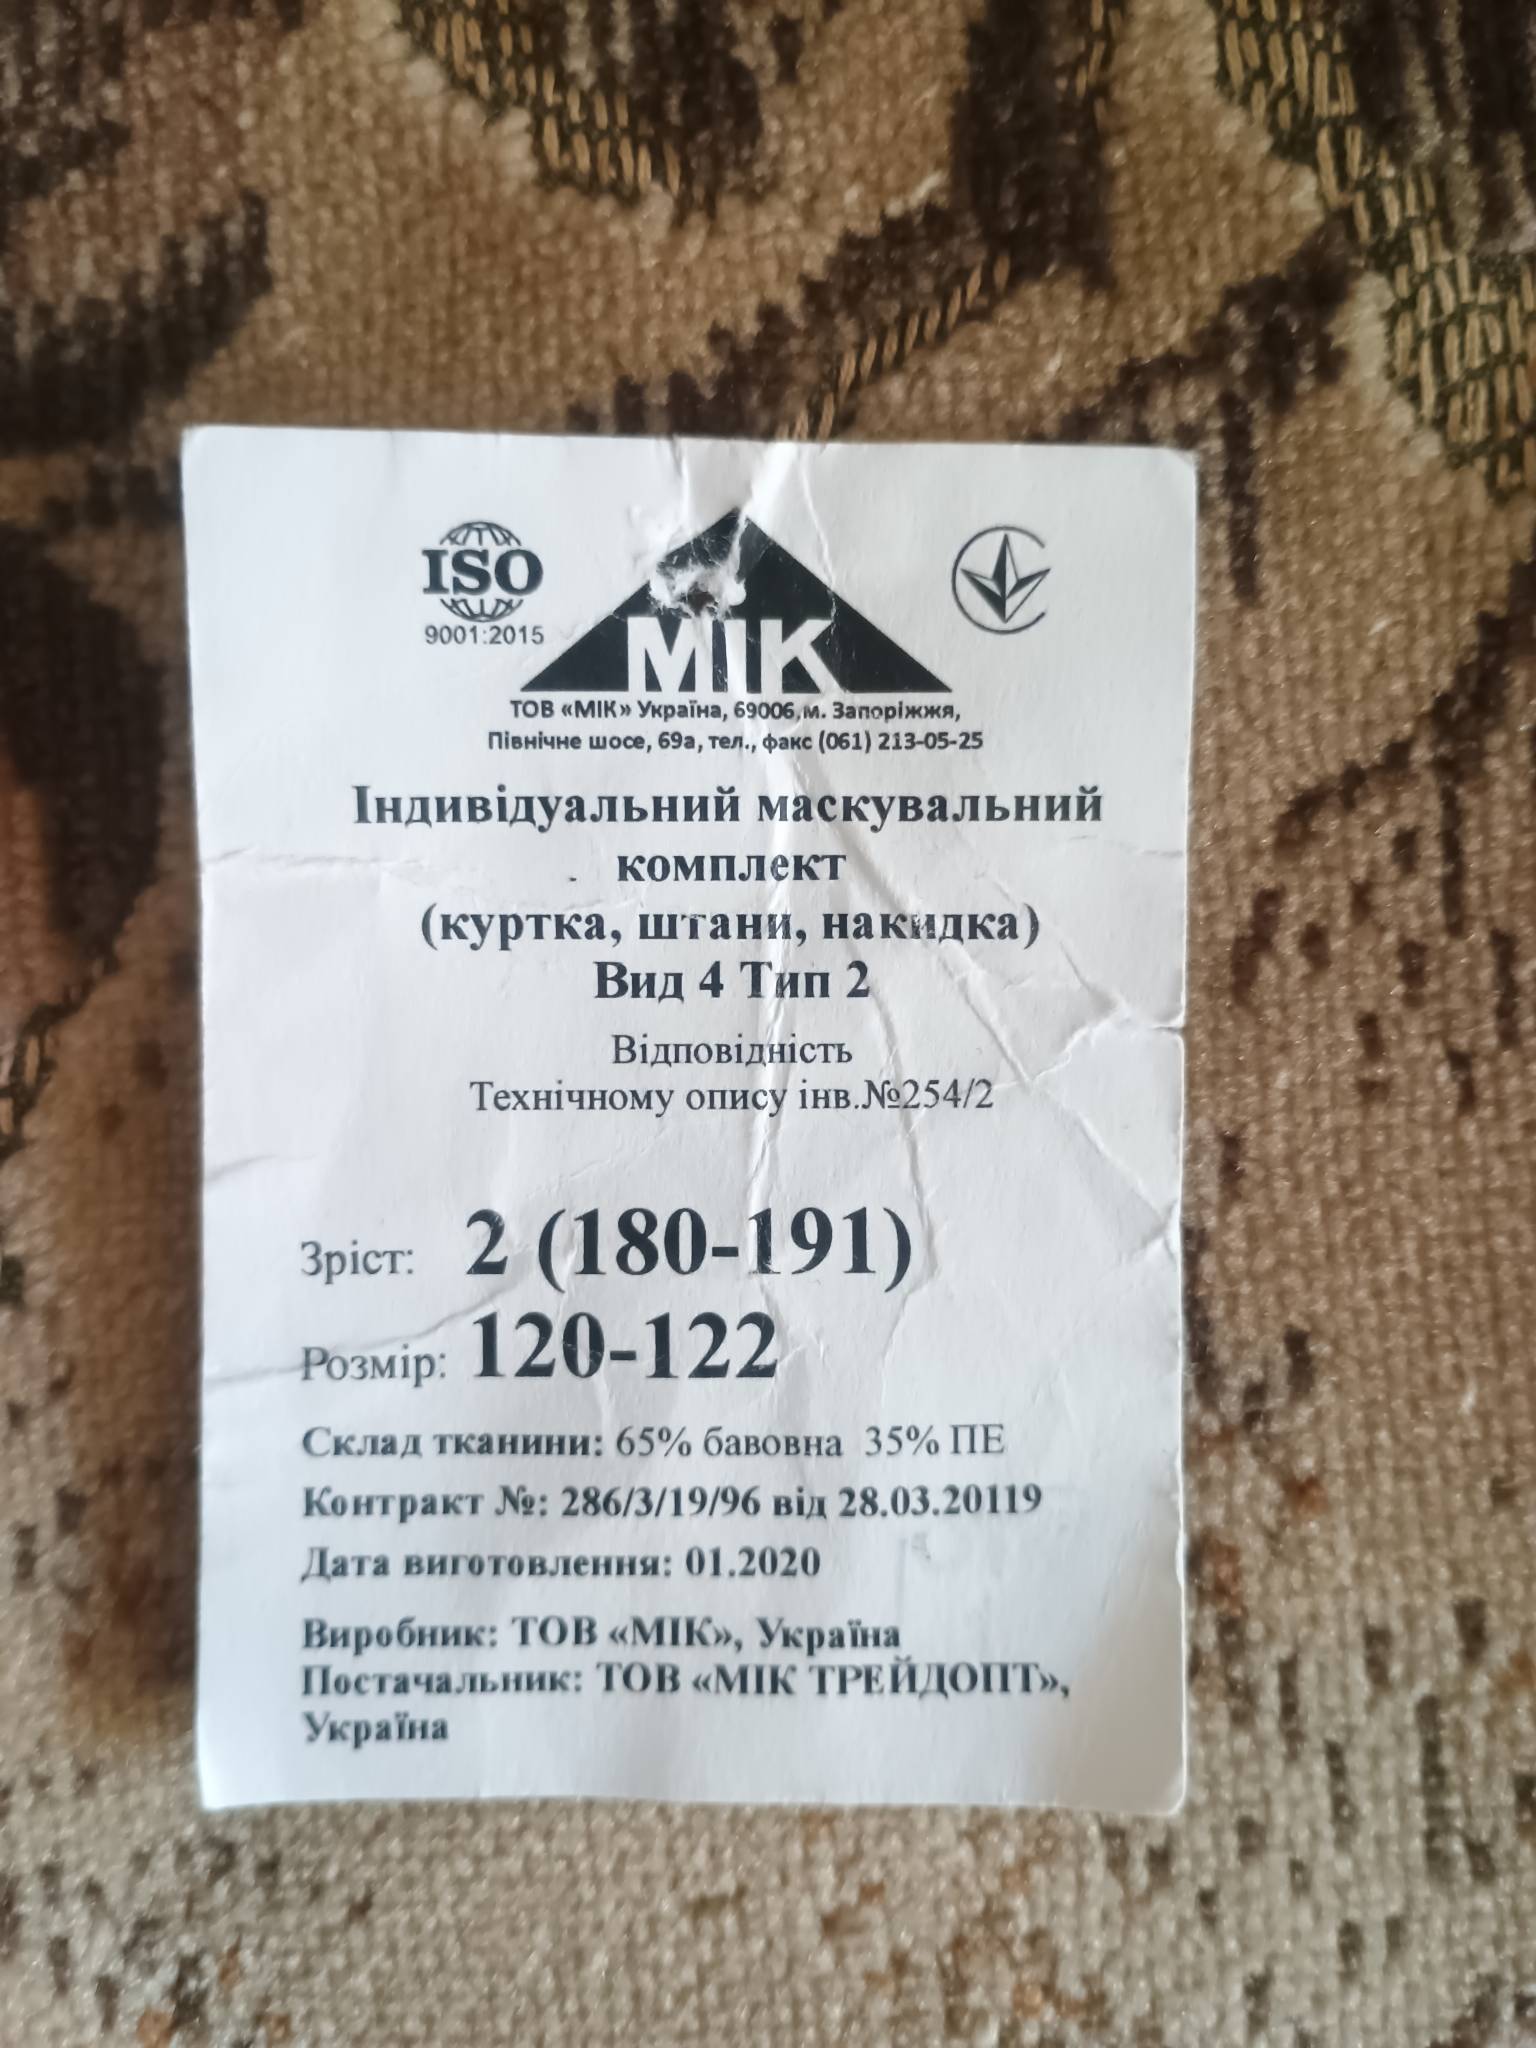 ISO
9001:2015
МІК
ТОВ «МІК» Україна, 69006,м. Запоріжжя,
Північне шосе, 69а, тел., факс (061) 213-05-25
Індивідуальний маскувальний
комплект
(куртка, штани, накидка)
Вид 4 Тип 2
Відповідність
Технічному опису інв.№254/2
Зріст: 2 (180-191)
Розмір: 120-122
Склад тканини: 65% бавовна 35% ПЕ
Контракт №: 286/3/19/96 від 28.03.20119
Дата виготовлення: 01.2020
Виробник: ТОВ «МІК», Україна
Постачальник: ТОВ «МІК ТРЕЙДОПТ»,
Україна